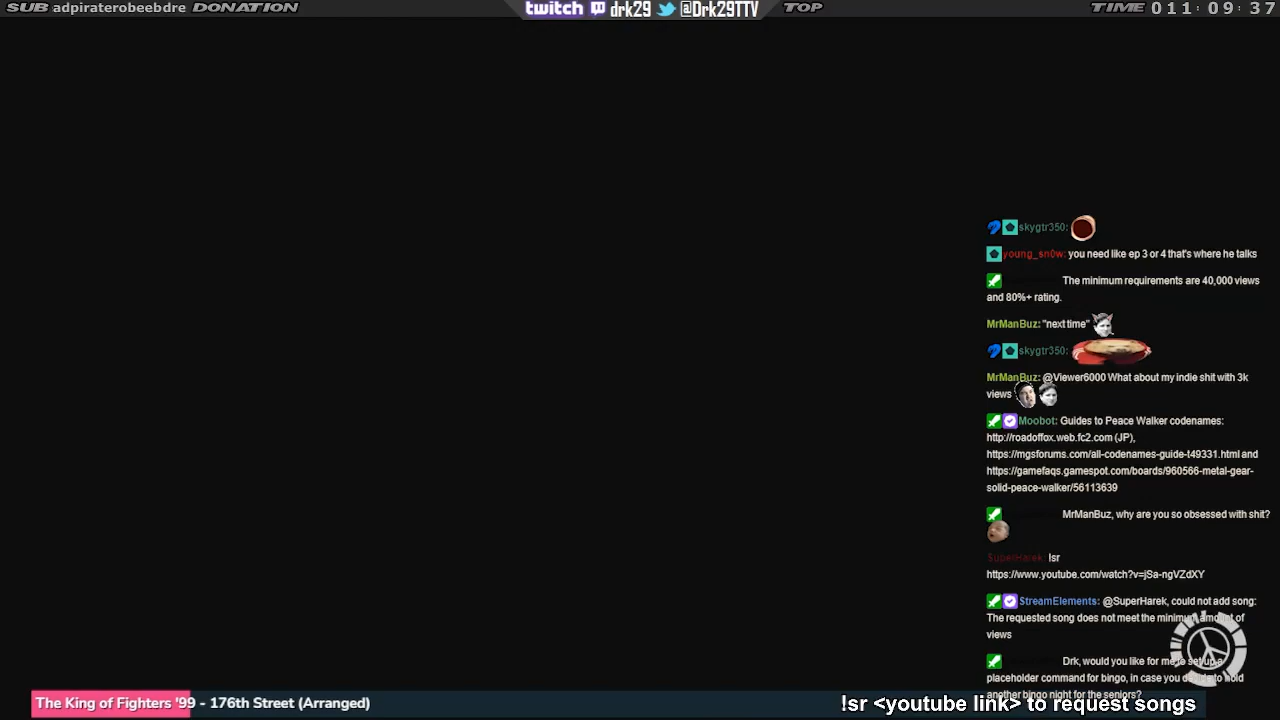 SUB adpiraterobeebdre DONATION
twitch drk29 @Drk29TTV
TOP
TIME 011:09:37
skygtr350:
young_sn0w: you need like ep 3 or 4 that's where he talks
The minimum requirements are 40,000 views
and 80%+ rating.
MrManBuz: "next time"
skygtr350:
MrManBuz: @Viewer6000 What about my indie shit with 3k
views
Moobot: Guides to Peace Walker codenames:
http://roadoffox.web.fc2.com (JP),
https://mgsforums.com/all-codenames-guide-t49331.html and
https://gamefaqs.gamespot.com/boards/960566-metal-gear-
solid-peace-walker/56113639
MrManBuz, why are you so obsessed with shit?
SuperHarek: !sr
https://www.youtube.com/watch?v=jSa-ngVZdXY
StreamElements: @SuperHarek, could not add song:
The requested song does not meet the minimum amount of
views
Drk, would you like for me to set up a
placeholder command for bingo, in case you decide to hold
another bingo night for the seniors?
The King of Fighters '99 - 176th Street (Arranged)
!sr <youtube link> to request songs